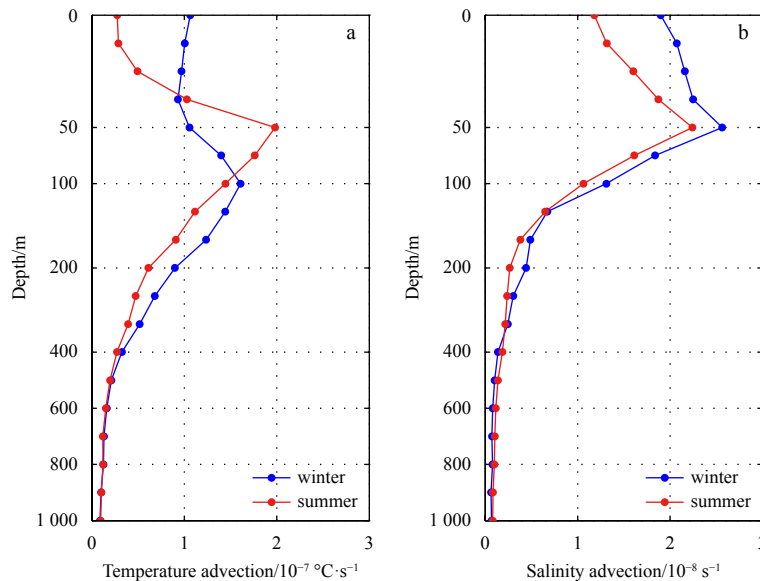 a
0
50
100
200
400
600
800
1 000
Depth/m
winter
summer
0 1 2 3
Temperature advection/10⁻⁷ °C·s⁻¹
b
0
50
100
200
400
600
800
1 000
Depth/m
winter
summer
0 1 2 3
Salinity advection/10⁻⁸ s⁻¹